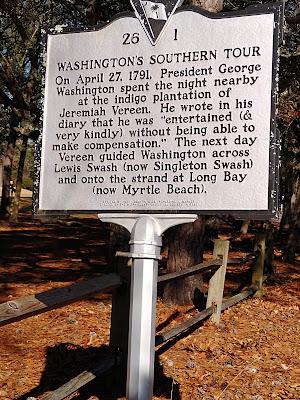 26 1
WASHINGTON'S SOUTHERN TOUR
On April 27, 1791, President George
Washington spent the night nearby
at the indigo plantation of
Jeremiah Vereen. He wrote in his
diary that he was "entertained (&
very kindly) without being able to
make compensation." The next day
Vereen guided Washington across
Lewis Swash (now Singleton Swash)
and onto the strand at Long Bay
(now Myrtle Beach).